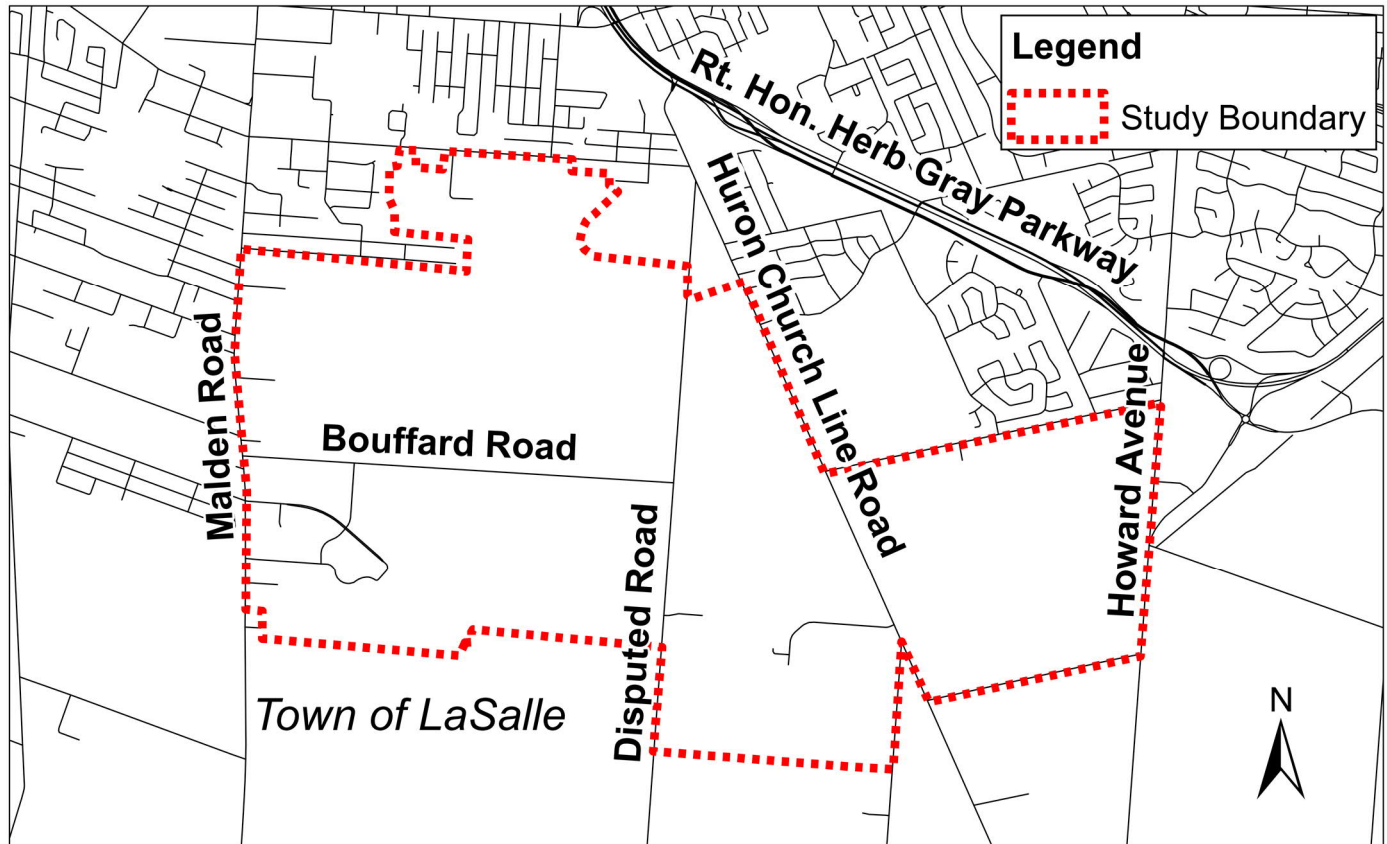 Legend
Study Boundary
Rt. Hon. Herb Gray Parkway
Huron Church Line Road
Malden Road
Bouffard Road
Howard Avenue
Disputed Road
Town of LaSalle
N